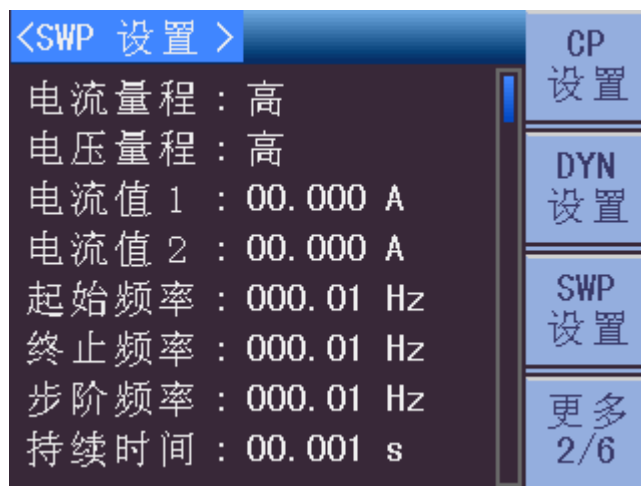 <SWP 设置 >
电流量程：高
电压量程：高
电流值1 ：00.000 A
电流值2 ：00.000 A
起始频率：000.01 Hz
终止频率：000.01 Hz
步阶频率：000.01 Hz
持续时间：00.001 s
CP
设置
DYN
设置
SWP
设置
更多
2/6